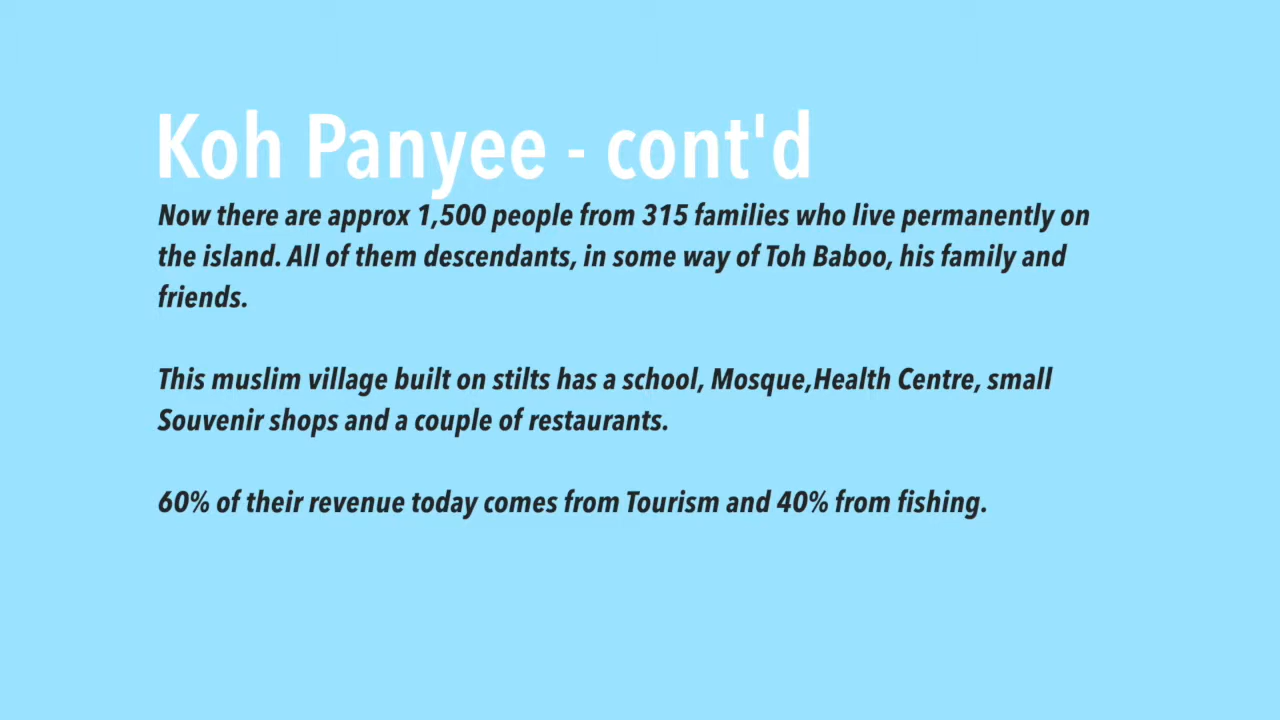 Koh Panyee - cont'd
Now there are approx 1,500 people from 315 families who live permanently on
the island. All of them descendants, in some way of Toh Baboo, his family and
friends.
This muslim village built on stilts has a school, Mosque,Health Centre, small
Souvenir shops and a couple of restaurants.
60% of their revenue today comes from Tourism and 40% from fishing.